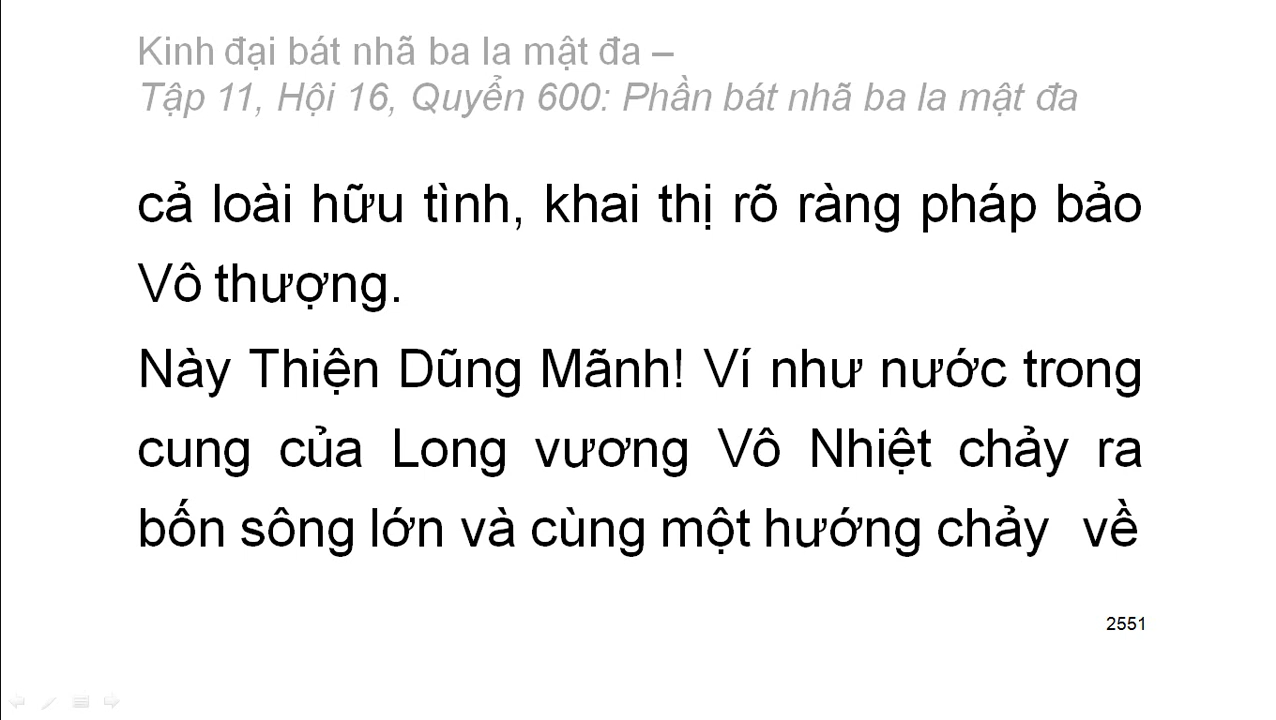 Kinh đại bát nhã ba la mật đa –
Tập 11, Hội 16, Quyển 600: Phần bát nhã ba la mật đa
cả loài hữu tình, khai thị rõ ràng pháp bảo
Vô thượng.
Này Thiện Dũng Mãnh! Ví như nước trong
cung của Long vương Vô Nhiệt chảy ra
bốn sông lớn và cùng một hướng chảy về
2551